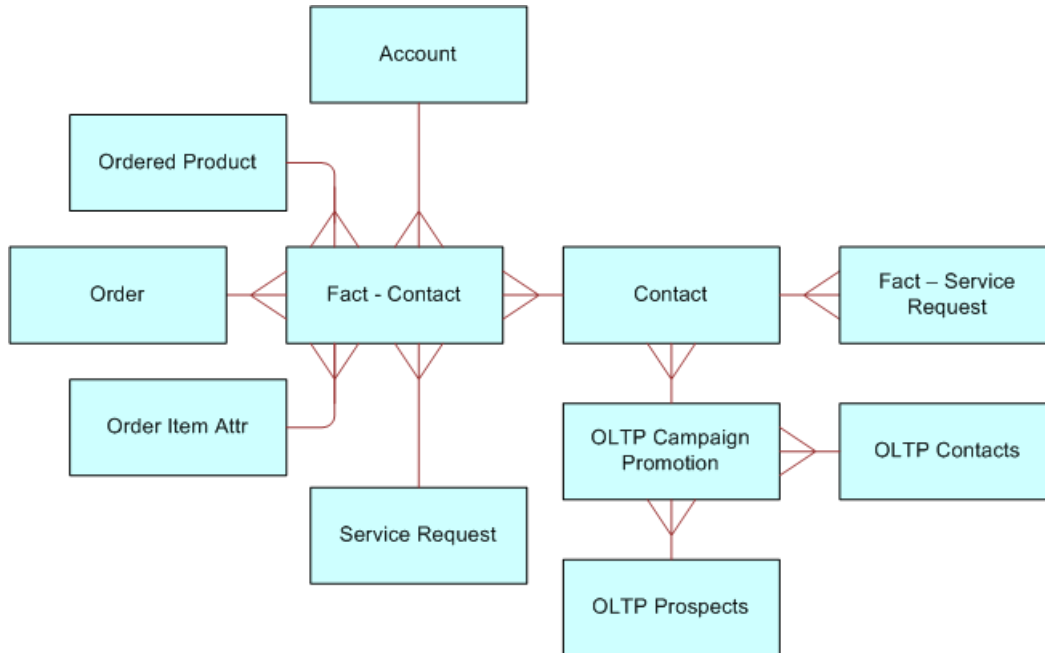 Account
Ordered Product
Order
Fact - Contact
Contact
Fact – Service
Request
Order Item Attr
OLTP Campaign
Promotion
OLTP Contacts
Service Request
OLTP Prospects